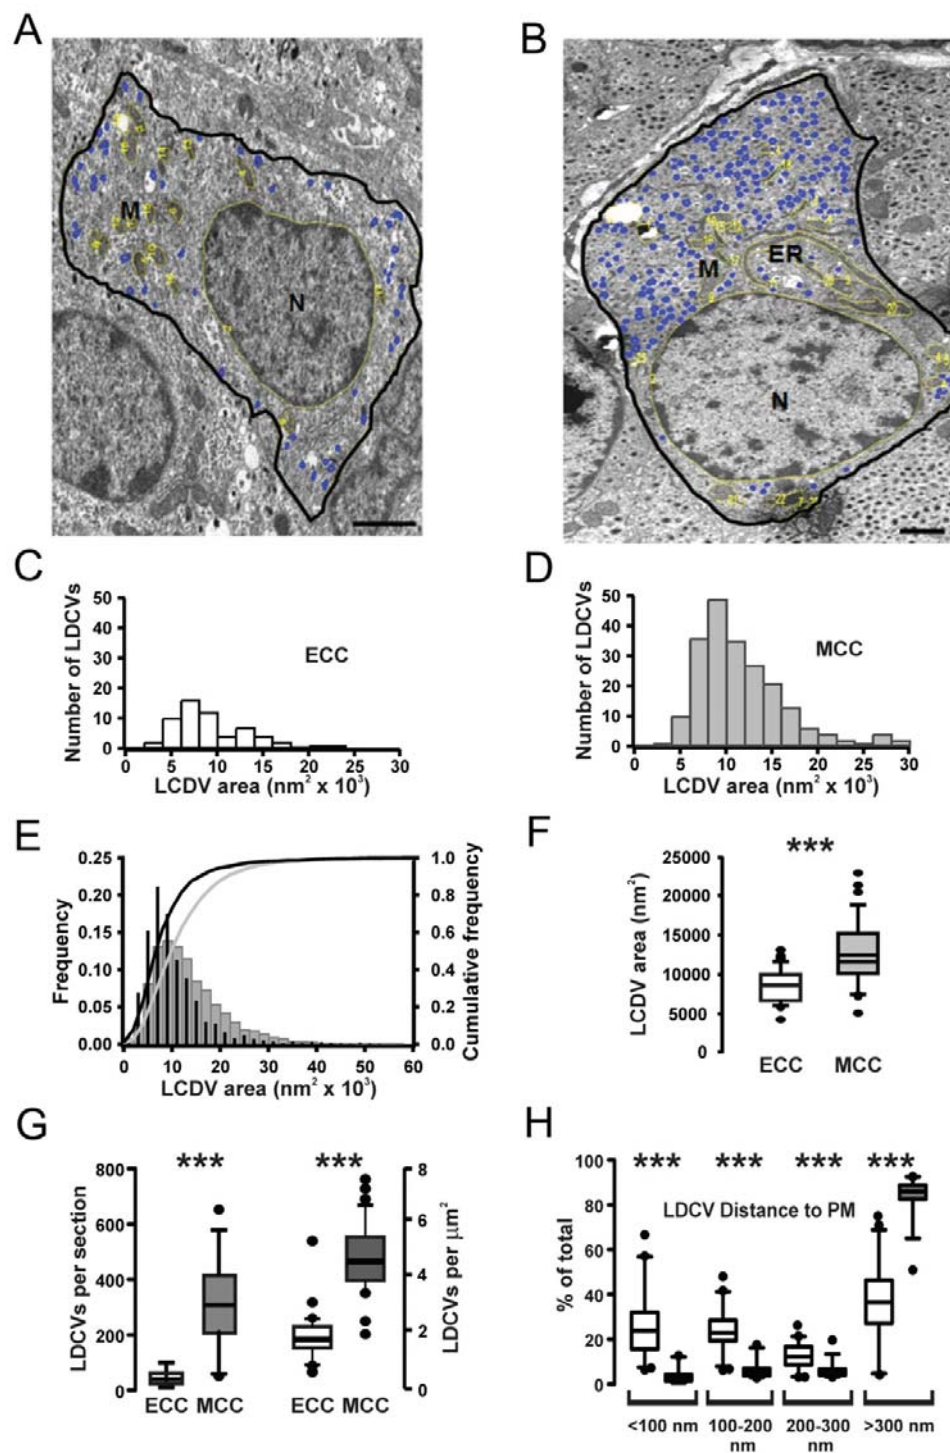 A
B
M
N
M
ER
N
C
D
Number of LDCVs
50
40
30
20
10
0
ECC
0 5 10 15 20 25 30
LCDV area (nm² x 10³)
Number of LDCVs
50
40
30
20
10
0
MCC
0 5 10 15 20 25 30
LCDV area (nm² x 10³)
E
F
Frequency
0.25
0.20
0.15
0.10
0.05
0.00
1.0
0.8
0.6
0.4
0.2
0.0
Cumulative frequency
0 10 20 30 40 50 60
LCDV area (nm² x 10³)
***
LCDV area (nm²)
25000
20000
15000
10000
5000
0
ECC MCC
G
H
*** ***
LDCVs per section
800
600
400
200
0
8
6
4
2
0
LDCVs per µm²
ECC MCC ECC MCC
*** *** *** ***
LDCV Distance to PM
% of total
100
80
60
40
20
0
<100 nm 100-200 nm 200-300 nm >300 nm